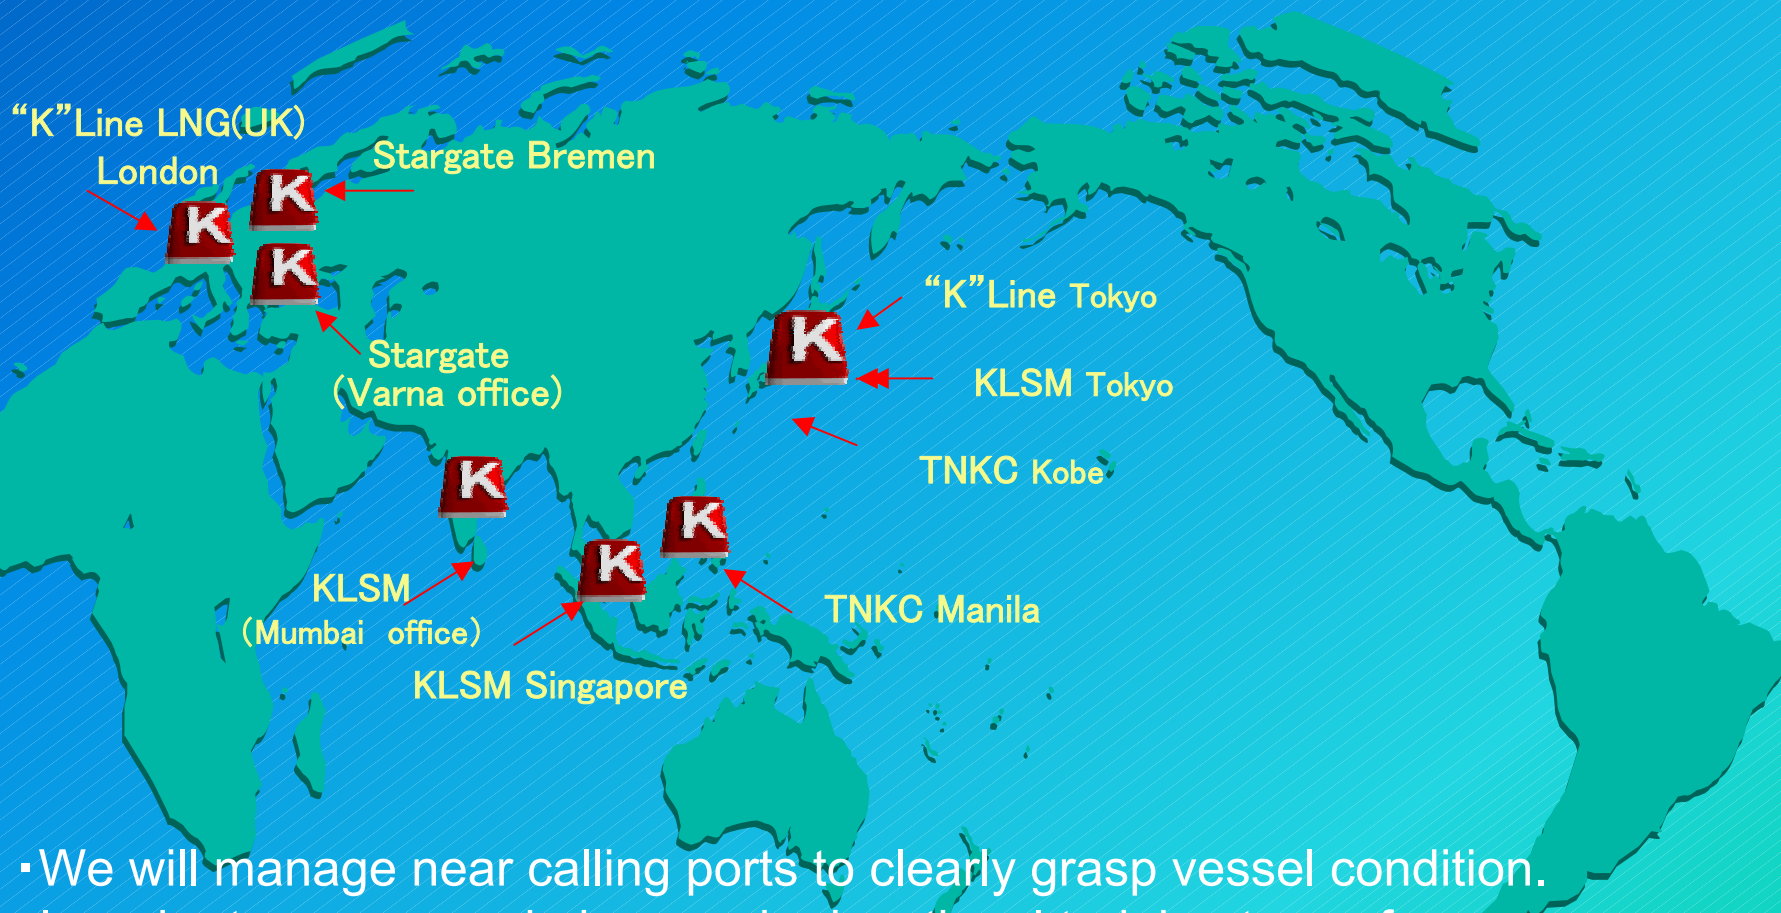 “K”Line LNG(UK)
London
Stargate Bremen
K
K
K
Stargate
(Varna office)
“K”Line Tokyo
K
KLSM Tokyo
TNKC Kobe
K
K
K
KLSM
(Mumbai office)
TNKC Manila
KLSM Singapore
・We will manage near calling ports to clearly grasp vessel condition.